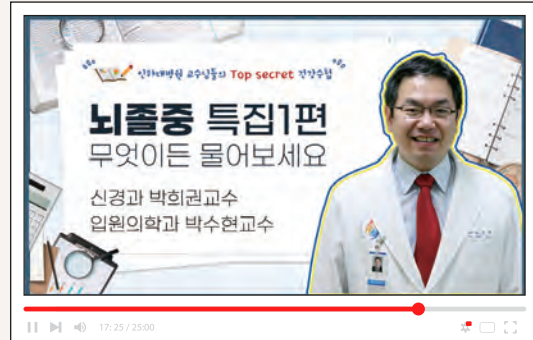 인하대병원 교수님들의 Top secret 건강수첩
뇌졸중 특집1편
무엇이든 물어보세요
신경과 박희권교수
입원의학과 박수현교수
17:25 / 25:00